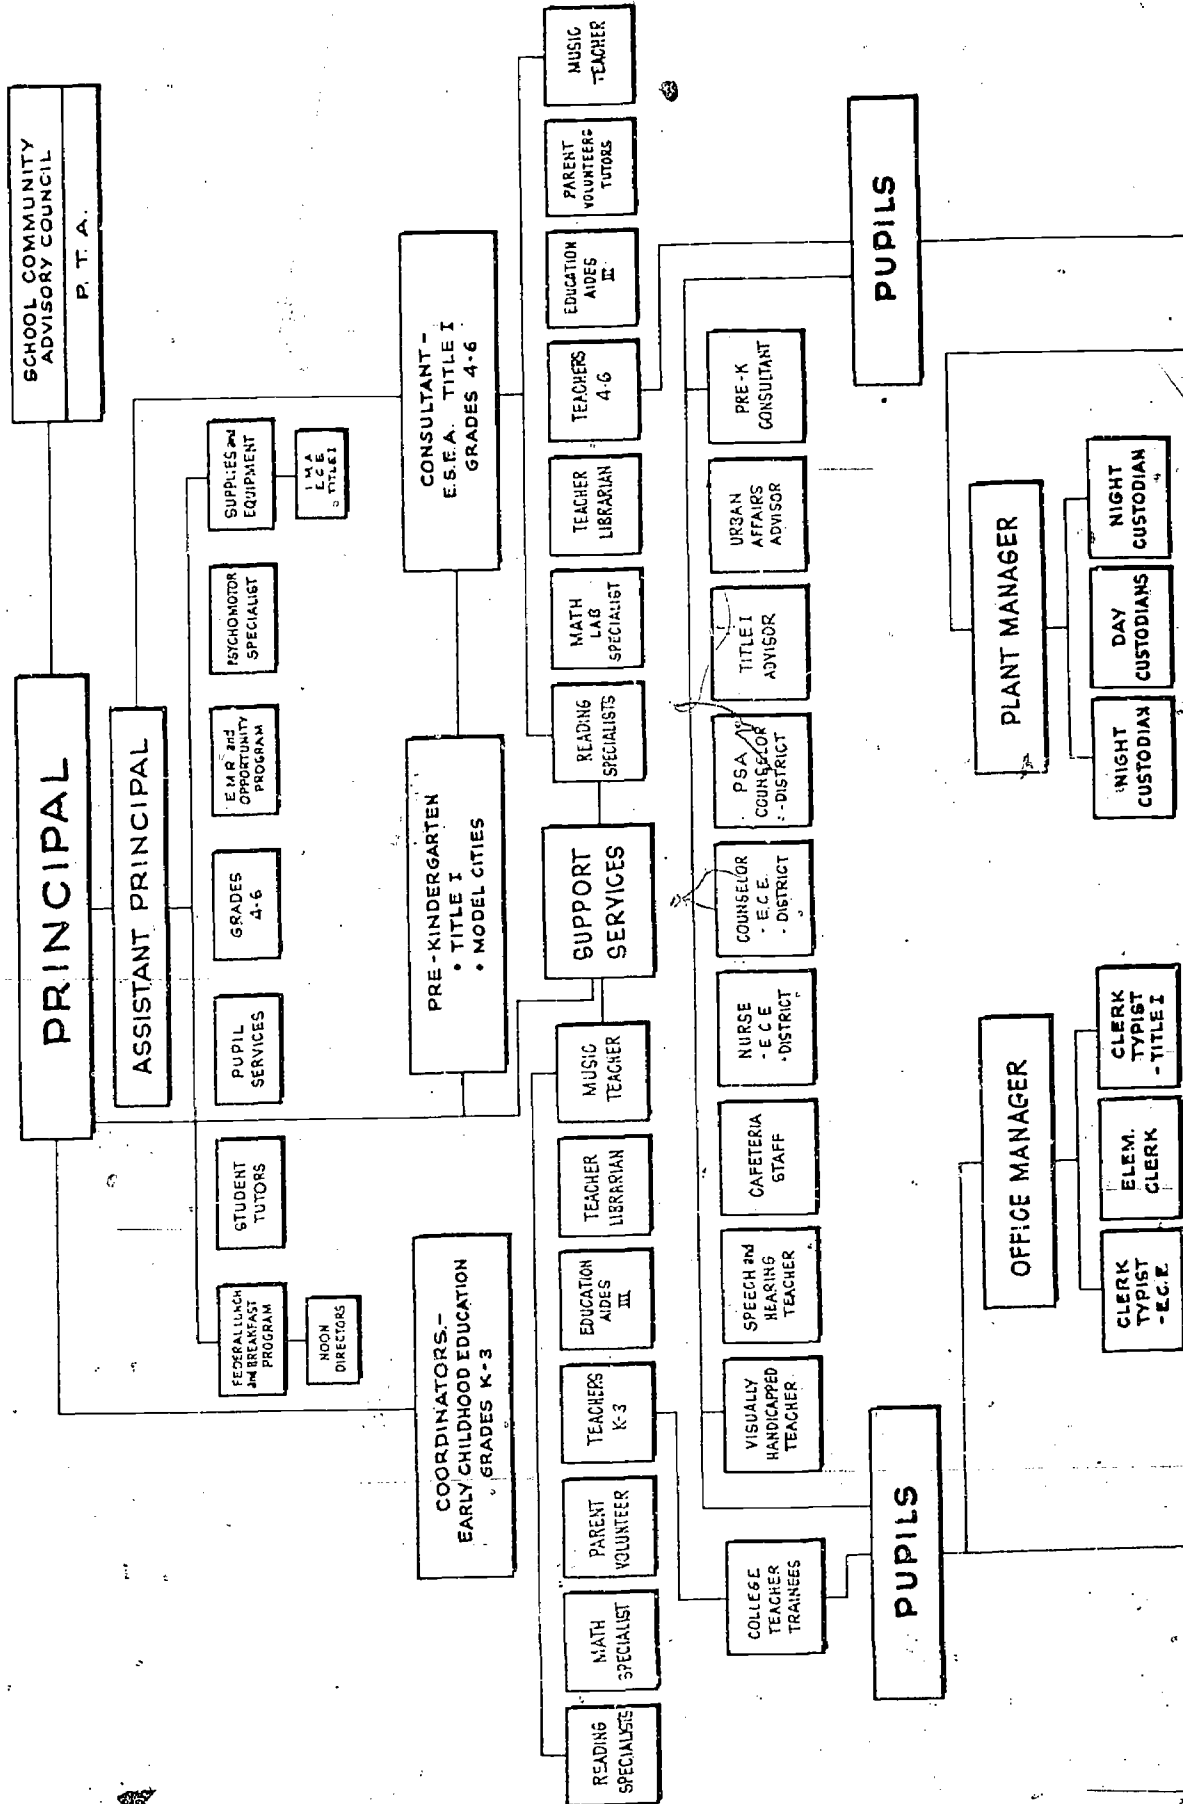 SCHOOL COMMUNITY
ADVISORY COUNCIL
P. T. A.
PRINCIPAL
ASSISTANT PRINCIPAL
FEDERAL LUNCH
and BREAKFAST
PROGRAM
NOON
DIRECTORS
STUDENT
TUTORS
PUPIL
SERVICES
GRADES
4-6
E M R and
OPPORTUNITY
PROGRAM
PSYCHOMOTOR
SPECIALIST
SUPPLIES and
EQUIPMENT
I M A
E C E
TITLE I
COORDINATORS.-
EARLY CHILDHOOD EDUCATION
GRADES K-3
PRE-KINDERGARTEN
• TITLE I
• MODEL CITIES
CONSULTANT -
E.S.E.A. TITLE I
GRADES 4-6
READING
SPECIALISTS
MATH
SPECIALIST
PARENT
VOLUNTEER
TEACHERS
K-3
EDUCATION
AIDES
III
TEACHER
LIBRARIAN
MUSIC
TEACHER
SUPPORT
SERVICES
READING
SPECIALISTS
MATH
LAB
SPECIALIST
TEACHER
LIBRARIAN
TEACHERS
4-6
EDUCATION
AIDES
PARENT
VOLUNTEERS
TUTORS
MUSIC
TEACHER
COLLEGE
TEACHER
TRAINEES
VISUALLY
HANDICAPPED
TEACHER
SPEECH and
HEARING
TEACHER
CAFETERIA
STAFF
NURSE
- E C E
- DISTRICT
COUNSELOR
- E.C.E.
- DISTRICT
PSA
COUNSELOR
- DISTRICT
TITLE I
ADVISOR
URBAN
AFFAIRS
ADVISOR
PRE-K
CONSULTANT
PUPILS
PUPILS
OFFICE MANAGER
CLERK
TYPIST
- E.C.E
ELEM.
CLERK
CLERK
TYPIST
- TITLE I
PLANT MANAGER
NIGHT
CUSTODIAN
DAY
CUSTODIANS
NIGHT
CUSTODIAN